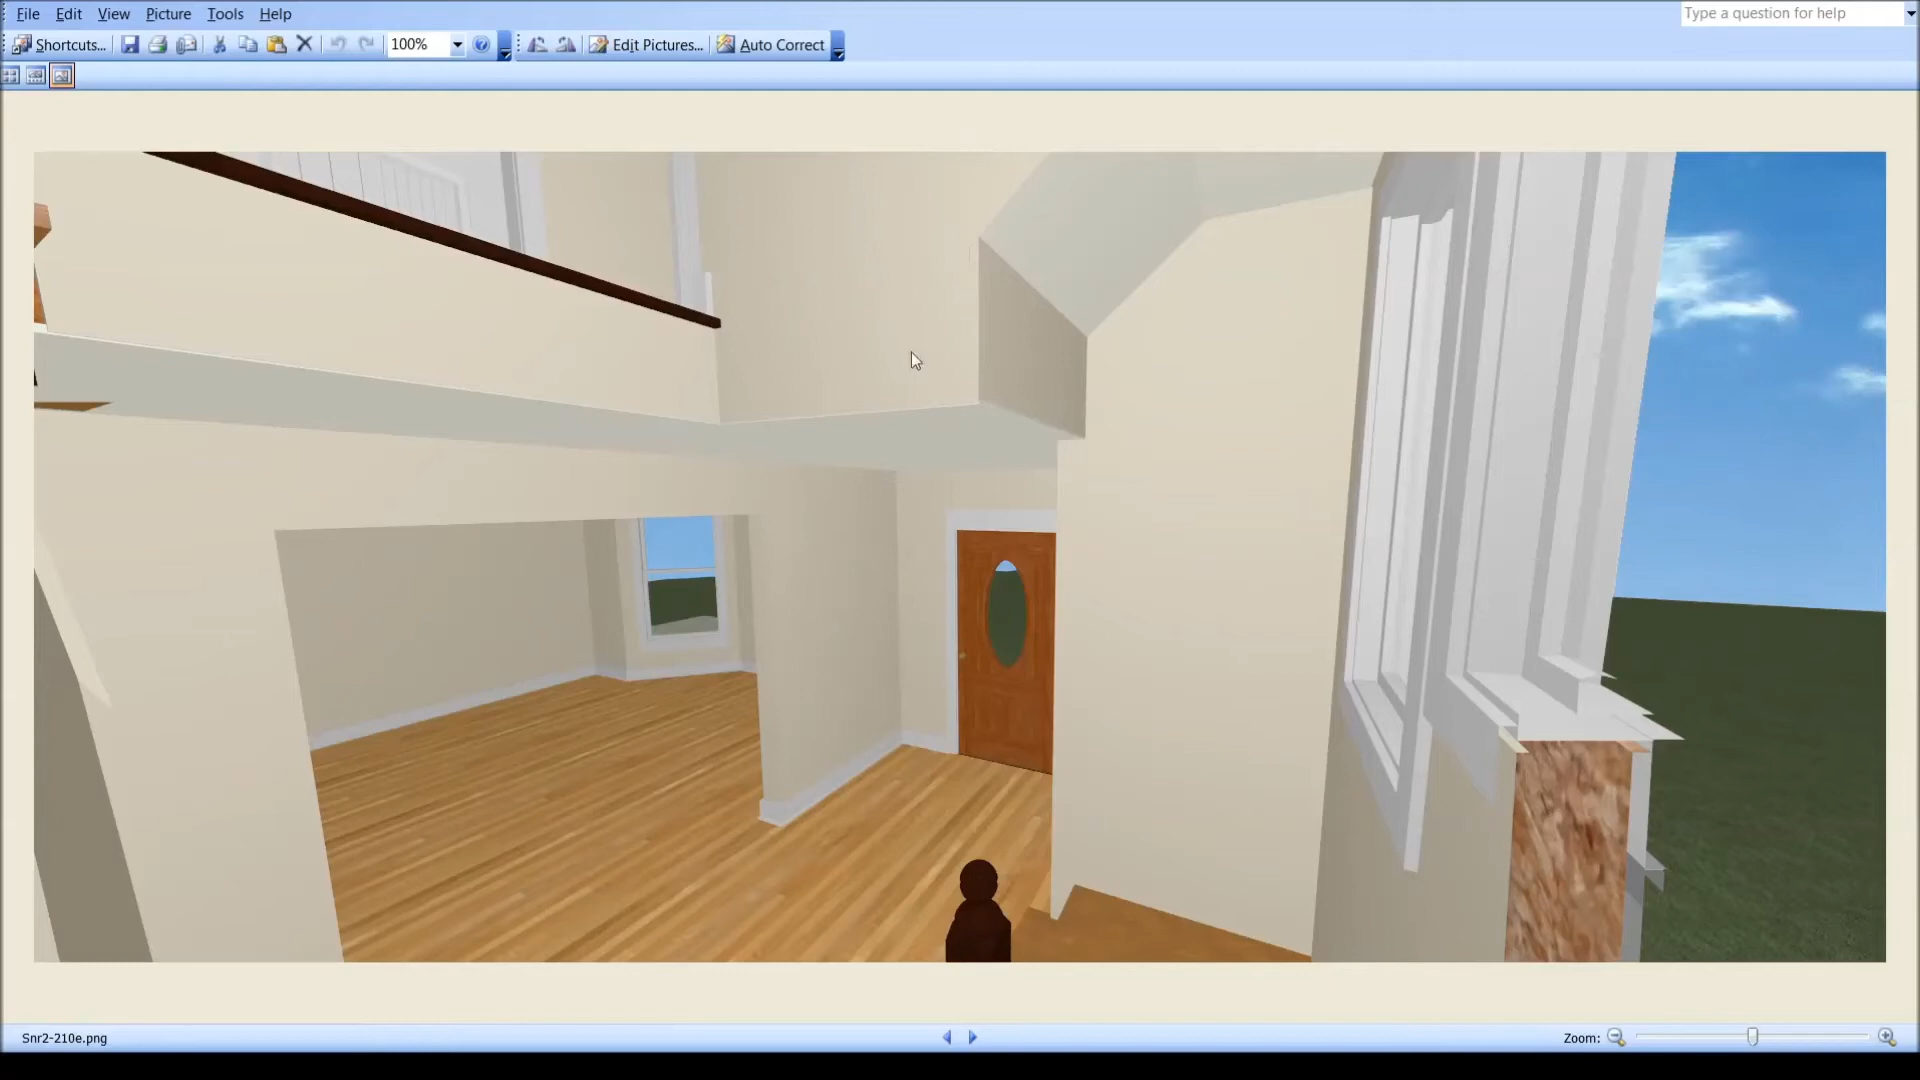 File Edit View Picture Tools Help Type a question for help
Shortcuts... 100% Edit Pictures... Auto Correct
Snr2-210e.png Zoom: